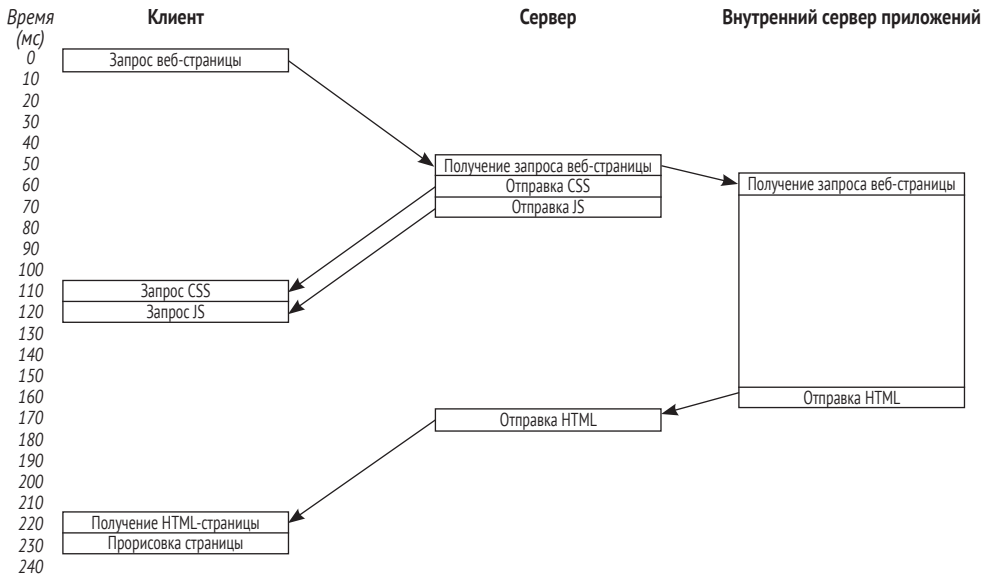 Время Клиент Сервер Внутренний сервер приложений
(мс)
0 Запрос веб-страницы
10
20
30
40
50 Получение запроса веб-страницы
60 Отправка CSS Получение запроса веб-страницы
70 Отправка JS
80
90
100
110 Запрос CSS
120 Запрос JS
130
140
150
160 Отправка HTML
170 Отправка HTML
180
190
200
210
220 Получение HTML-страницы
230 Прорисовка страницы
240